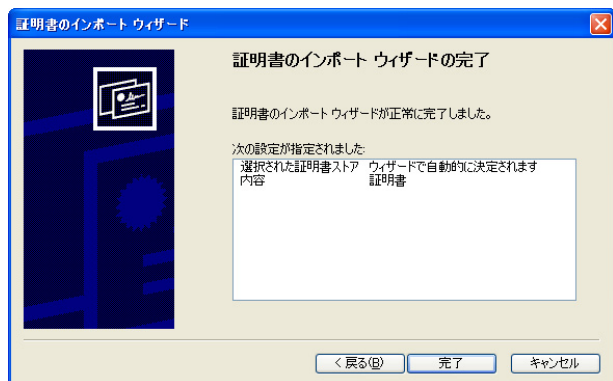 証明書のインポート ウィザード
証明書のインポート ウィザードの完了
証明書のインポート ウィザードが正常に完了しました。
次の設定が指定されました:
選択された証明書ストア ウィザードで自動的に決定されます
内容 証明書
< 戻る(B) 完了 キャンセル